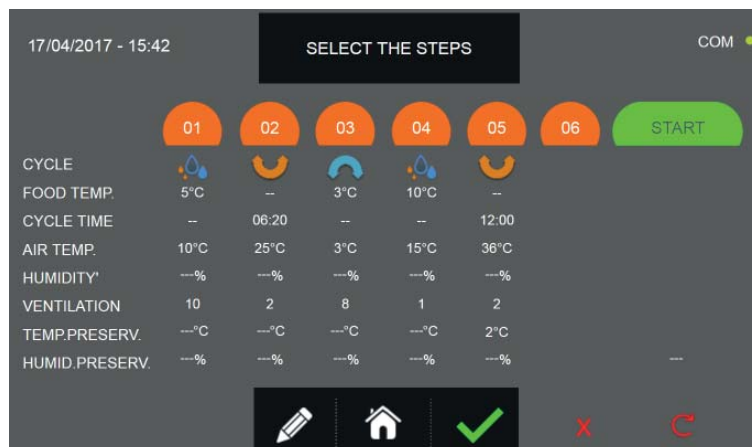 17/04/2017 - 15:42 SELECT THE STEPS COM
01 02 03 04 05 06 START
CYCLE
FOOD TEMP. 5°C -- 3°C 10°C --
CYCLE TIME -- 06:20 -- -- 12:00
AIR TEMP. 10°C 25°C 3°C 15°C 36°C
HUMIDITY' ---% ---% ---% ---% ---%
VENTILATION 10 2 8 1 2
TEMP.PRESERV. ---°C ---°C ---°C ---°C 2°C
HUMID.PRESERV. ---% ---% ---% ---% ---% ---
X